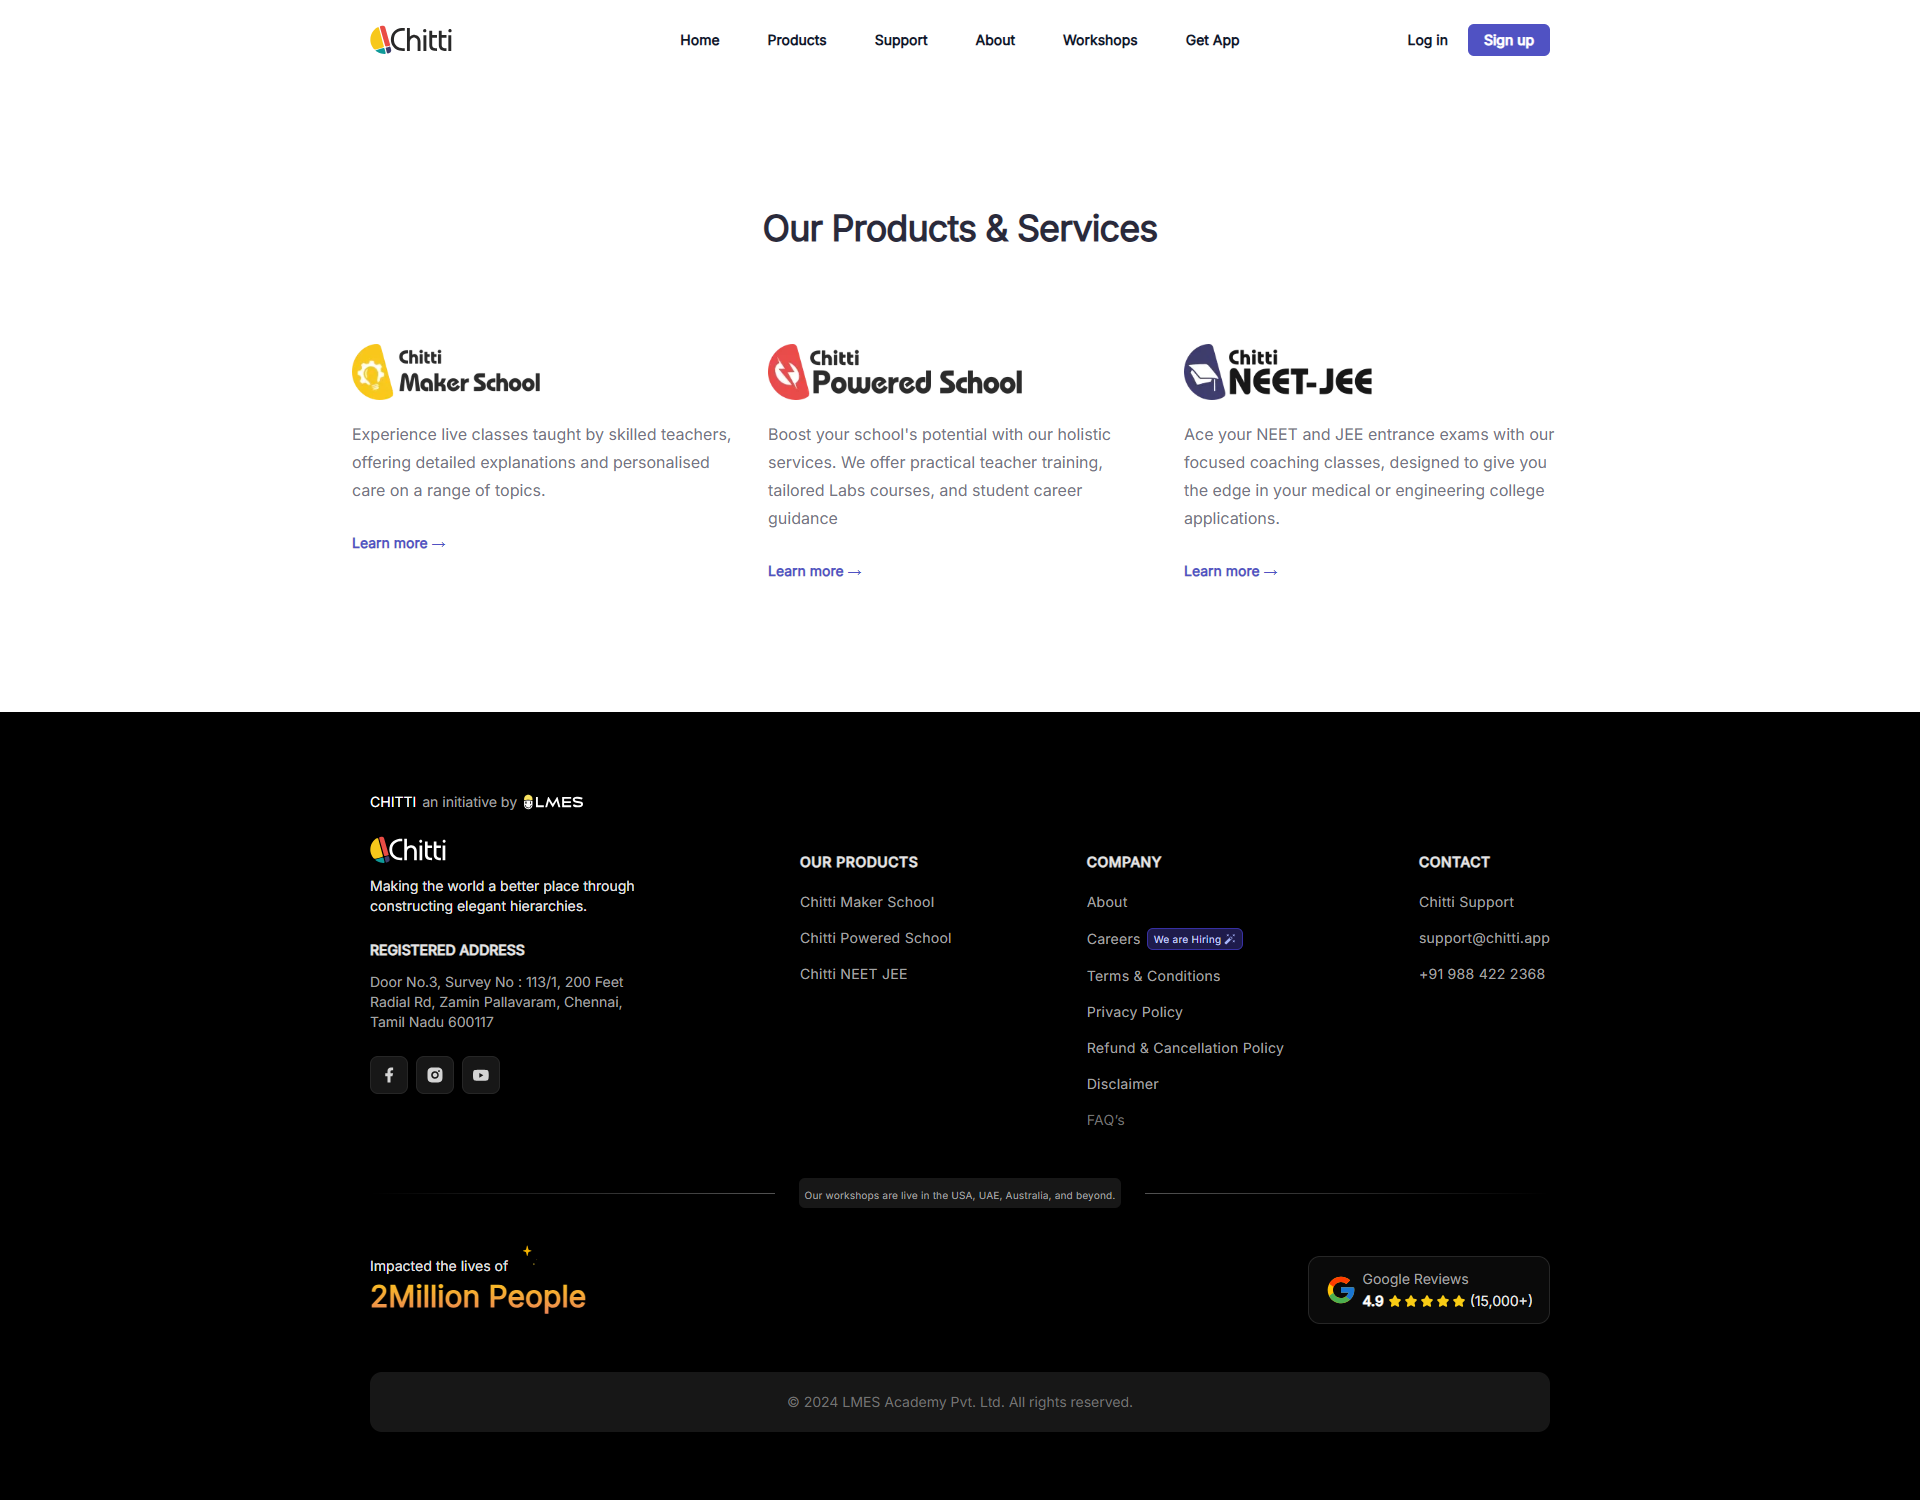 Chitti
Home
Products
Support
About
Workshops
Get App
Log in
Sign up
Our Products & Services
Chitti
Maker School
Experience live classes taught by skilled teachers,
offering detailed explanations and personalised
care on a range of topics.
Learn more →
Chitti
Powered School
Boost your school's potential with our holistic
services. We offer practical teacher training,
tailored Labs courses, and student career
guidance
Learn more →
Chitti
NEET-JEE
Ace your NEET and JEE entrance exams with our
focused coaching classes, designed to give you
the edge in your medical or engineering college
applications.
Learn more →
CHITTI an initiative by LMES
Chitti
Making the world a better place through
constructing elegant hierarchies.
REGISTERED ADDRESS
Door No.3, Survey No : 113/1, 200 Feet
Radial Rd, Zamin Pallavaram, Chennai,
Tamil Nadu 600117
OUR PRODUCTS
Chitti Maker School
Chitti Powered School
Chitti NEET JEE
COMPANY
About
Careers We are Hiring
Terms & Conditions
Privacy Policy
Refund & Cancellation Policy
Disclaimer
FAQ's
CONTACT
Chitti Support
support@chitti.app
+91 988 422 2368
Our workshops are live in the USA, UAE, Australia, and beyond.
Impacted the lives of
2Million People
Google Reviews
4.9 ★★★★★ (15,000+)
© 2024 LMES Academy Pvt. Ltd. All rights reserved.